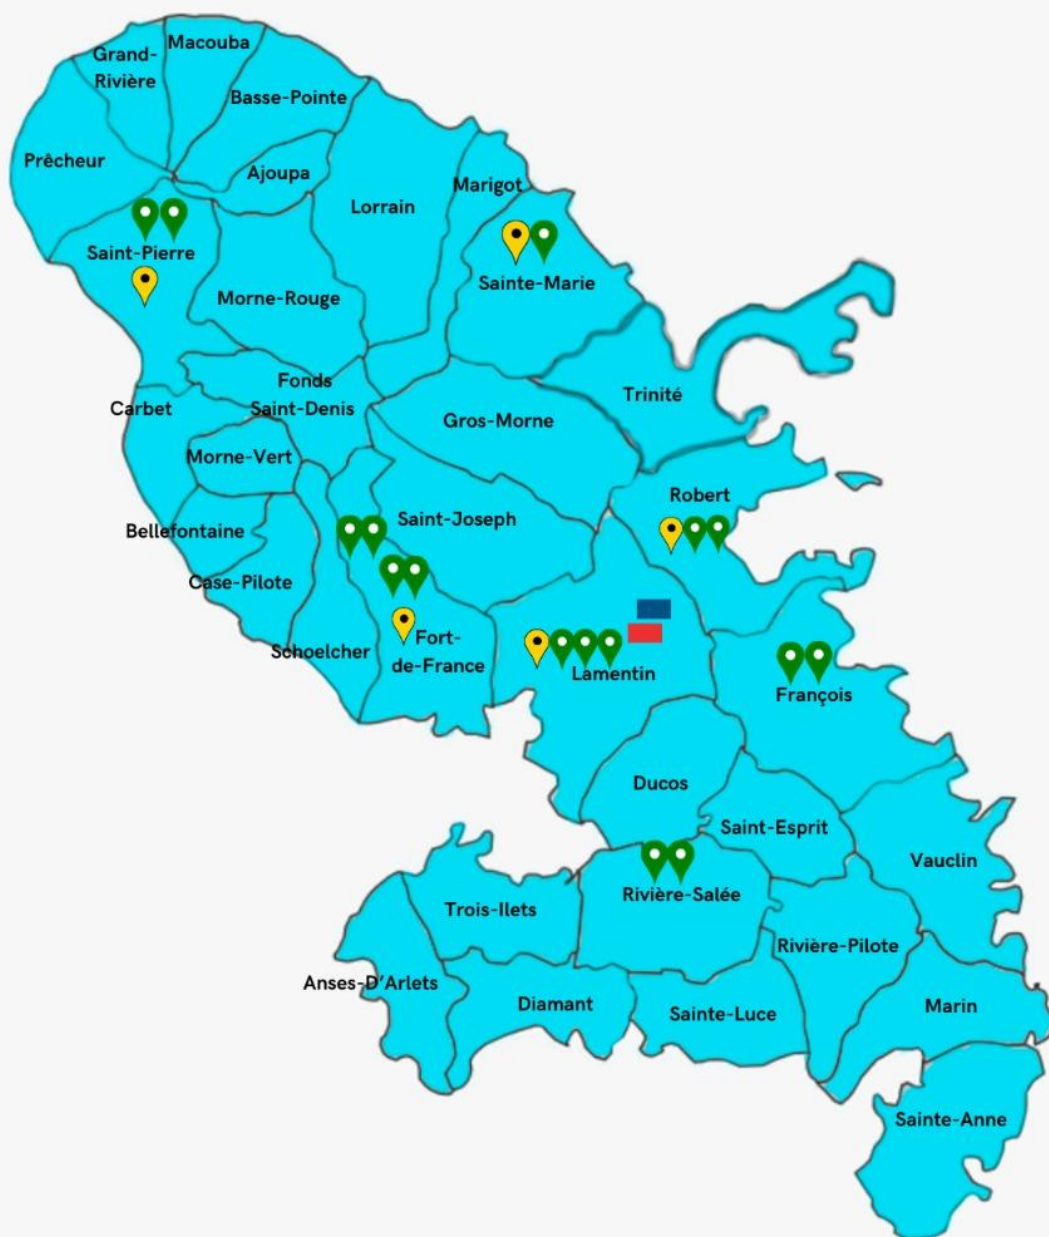 Macouba
Grand-
Rivière
Basse-Pointe
Prêcheur
Ajoupa
Marigot
Lorrain
Saint-Pierre
Sainte-Marie
Morne-Rouge
Fonds
Saint-Denis
Carbet
Trinité
Gros-Morne
Morne-Vert
Robert
Saint-Joseph
Bellefontaine
Case-Pilote
Schoelcher
Fort-
de-France
Lamentin
François
Ducos
Saint-Esprit
Vauclin
Rivière-Salée
Trois-Ilets
Rivière-Pilote
Anses-D'Arlets
Diamant
Sainte-Luce
Marin
Sainte-Anne